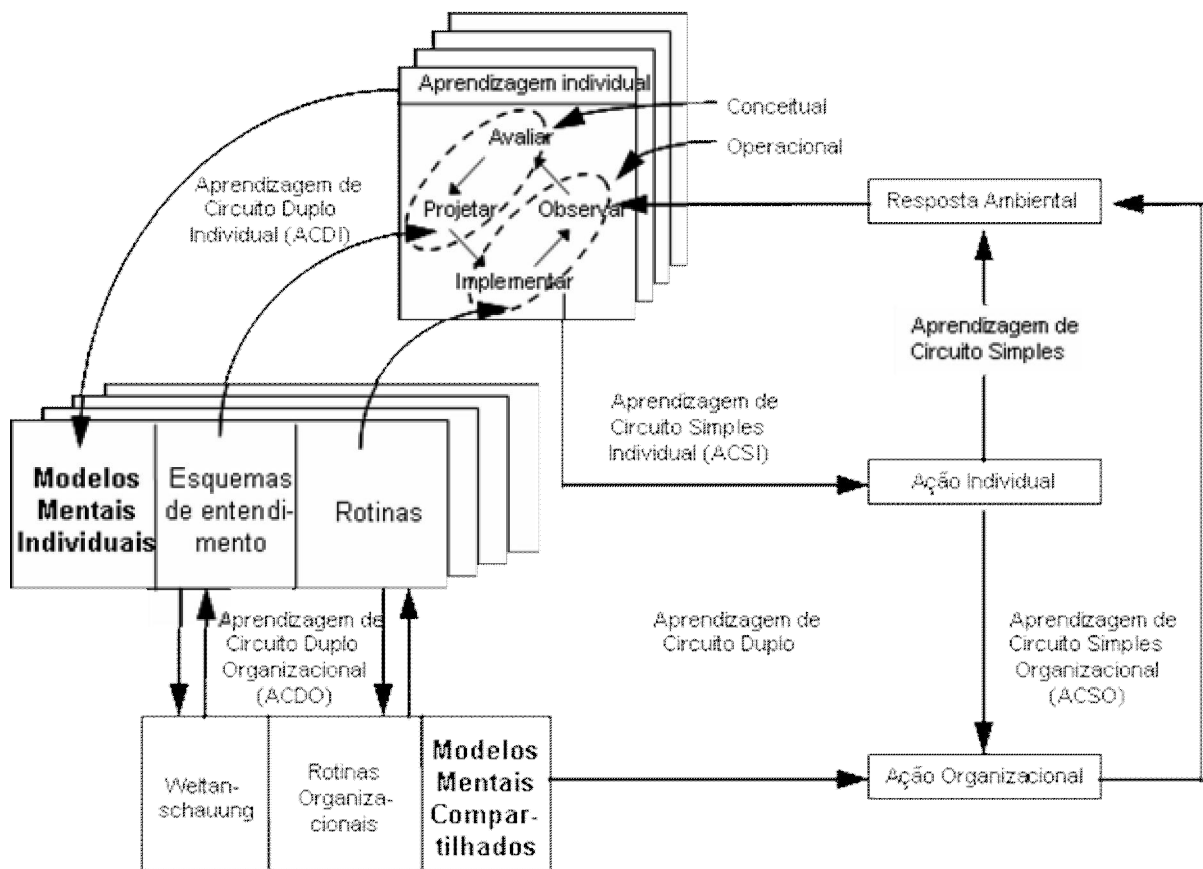 Aprendizagem individual
Conceitual
Avaliar
Operacional
Aprendizagem de
Circuito Duplo
Individual (ACDI)
Projetar
Observar
Resposta Ambiental
Implementar
Aprendizagem de
Circuito Simples
Aprendizagem de
Circuito Simples
Individual (ACSI)
Modelos
Mentais
Individuais
Esquemas
de entendi-
mento
Rotinas
Ação Individual
Aprendizagem de
Circuito Duplo
Organizacional
(ACDO)
Aprendizagem de
Circuito Duplo
Aprendizagem de
Circuito Simples
Organizacional
(ACSO)
Weltan-
schauung
Rotinas
Organiza-
cionais
Modelos
Mentais
Compar-
tilhados
Ação Organizacional